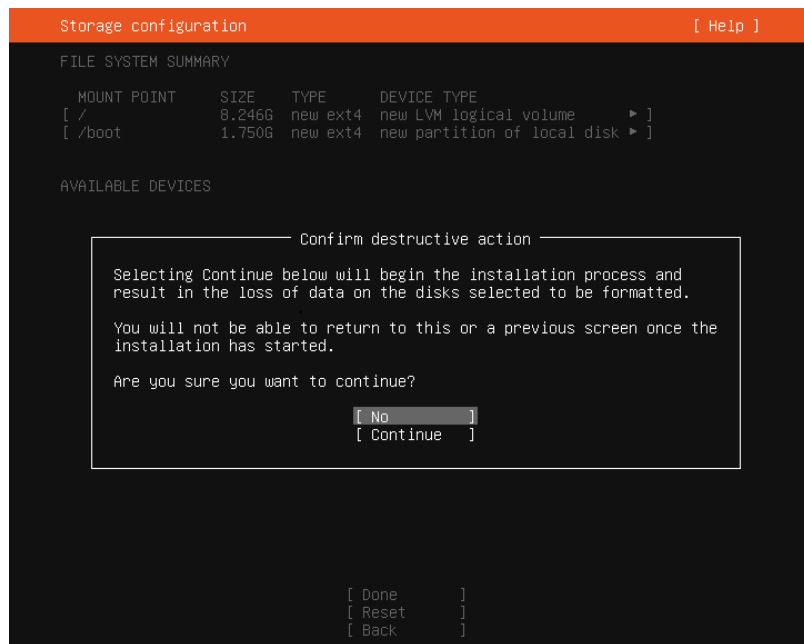 Storage configuration [ Help ]
FILE SYSTEM SUMMARY
MOUNT POINT SIZE TYPE DEVICE TYPE
[ / 8.246G new ext4 new LVM logical volume ▸ ]
[ /boot 1.750G new ext4 new partition of local disk ▸ ]
AVAILABLE DEVICES
Confirm destructive action
Selecting Continue below will begin the installation process and
result in the loss of data on the disks selected to be formatted.
You will not be able to return to this or a previous screen once the
installation has started.
Are you sure you want to continue?
[ No ]
[ Continue ]
[ Done ]
[ Reset ]
[ Back ]